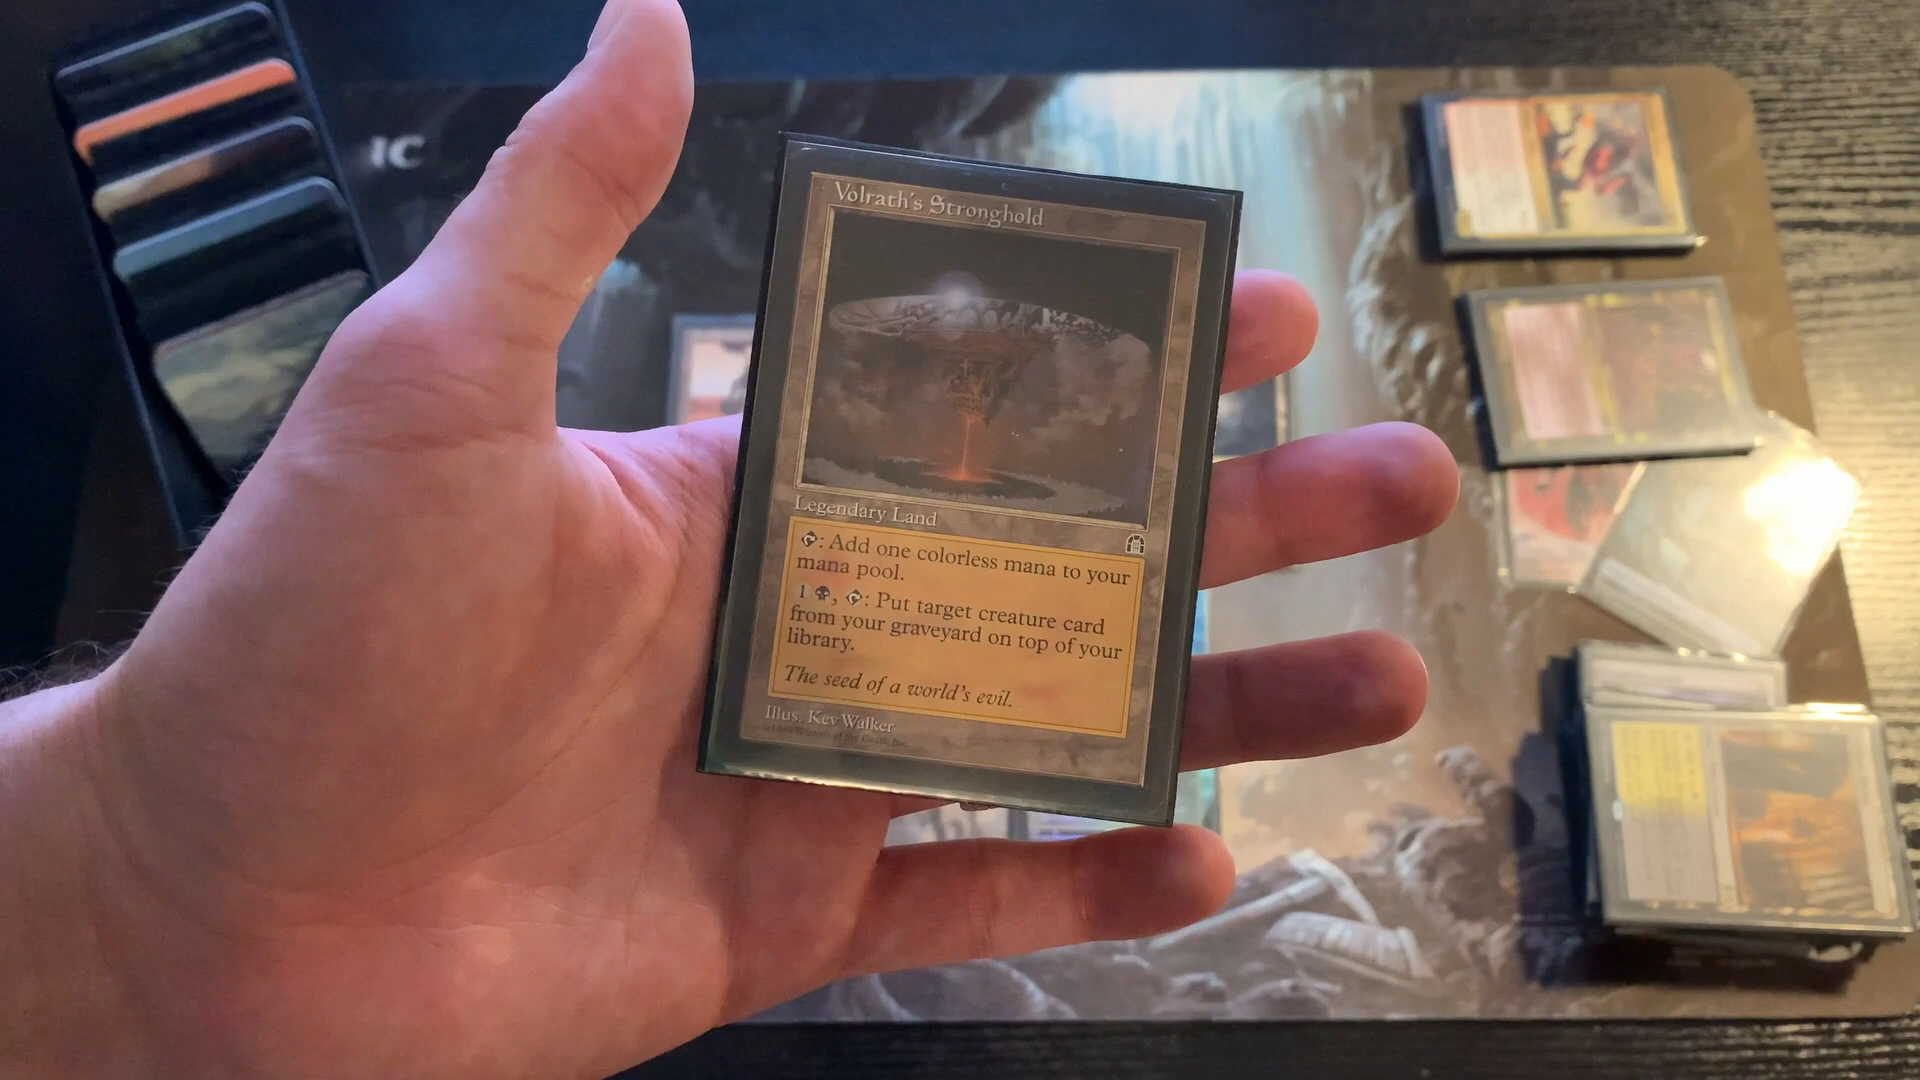 IC
Volrath's Stronghold
Legendary Land
: Add one colorless mana to your
mana pool.
1 , : Put target creature card
from your graveyard on top of your
library.
The seed of a world's evil.
Illus. Kev Walker